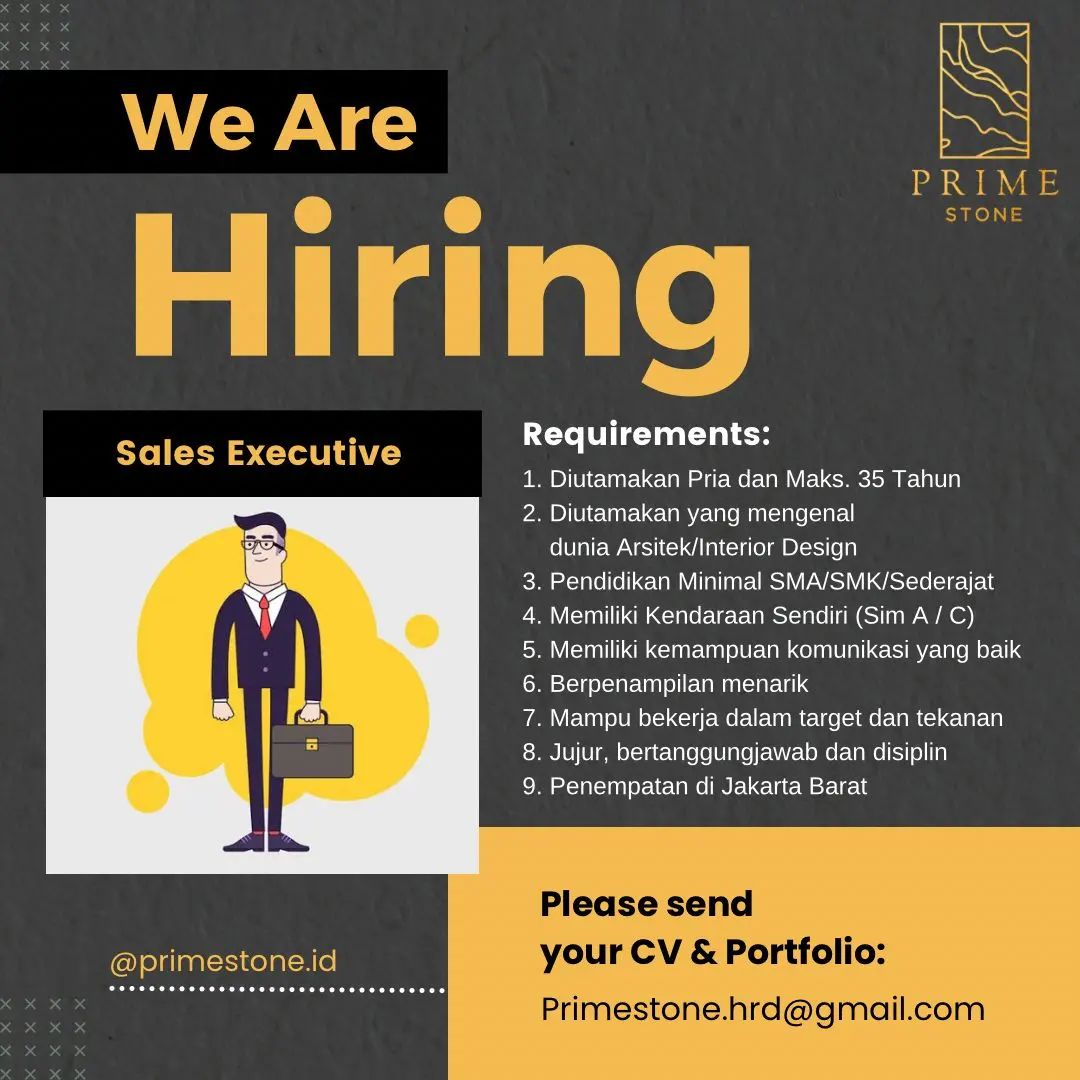 PRIME
STONE
We Are
Hiring
Sales Executive
Requirements:
1. Diutamakan Pria dan Maks. 35 Tahun
2. Diutamakan yang mengenal
dunia Arsitek/Interior Design
3. Pendidikan Minimal SMA/SMK/Sederajat
4. Memiliki Kendaraan Sendiri (Sim A / C)
5. Memiliki kemampuan komunikasi yang baik
6. Berpenampilan menarik
7. Mampu bekerja dalam target dan tekanan
8. Jujur, bertanggungjawab dan disiplin
9. Penempatan di Jakarta Barat
Please send
your CV & Portfolio:
Primestone.hrd@gmail.com
@primestone.id